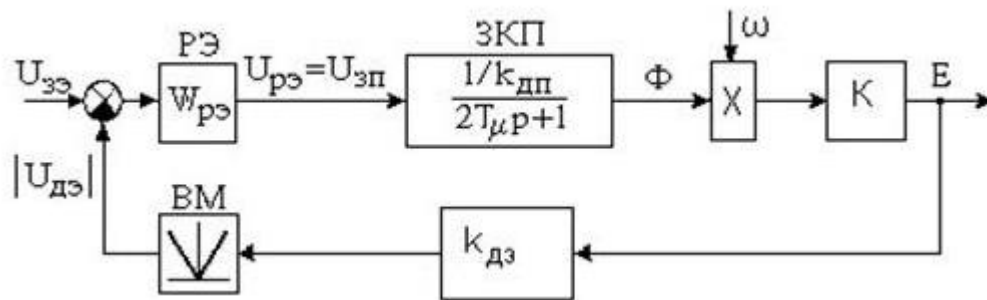 РЭ
ЗКП
ω
U_зэ
W_рэ
U_рэ=U_зп
1/k_дп
2T_μp+1
Φ
X
K
E
|U_дэ|
ВМ
k_дэ